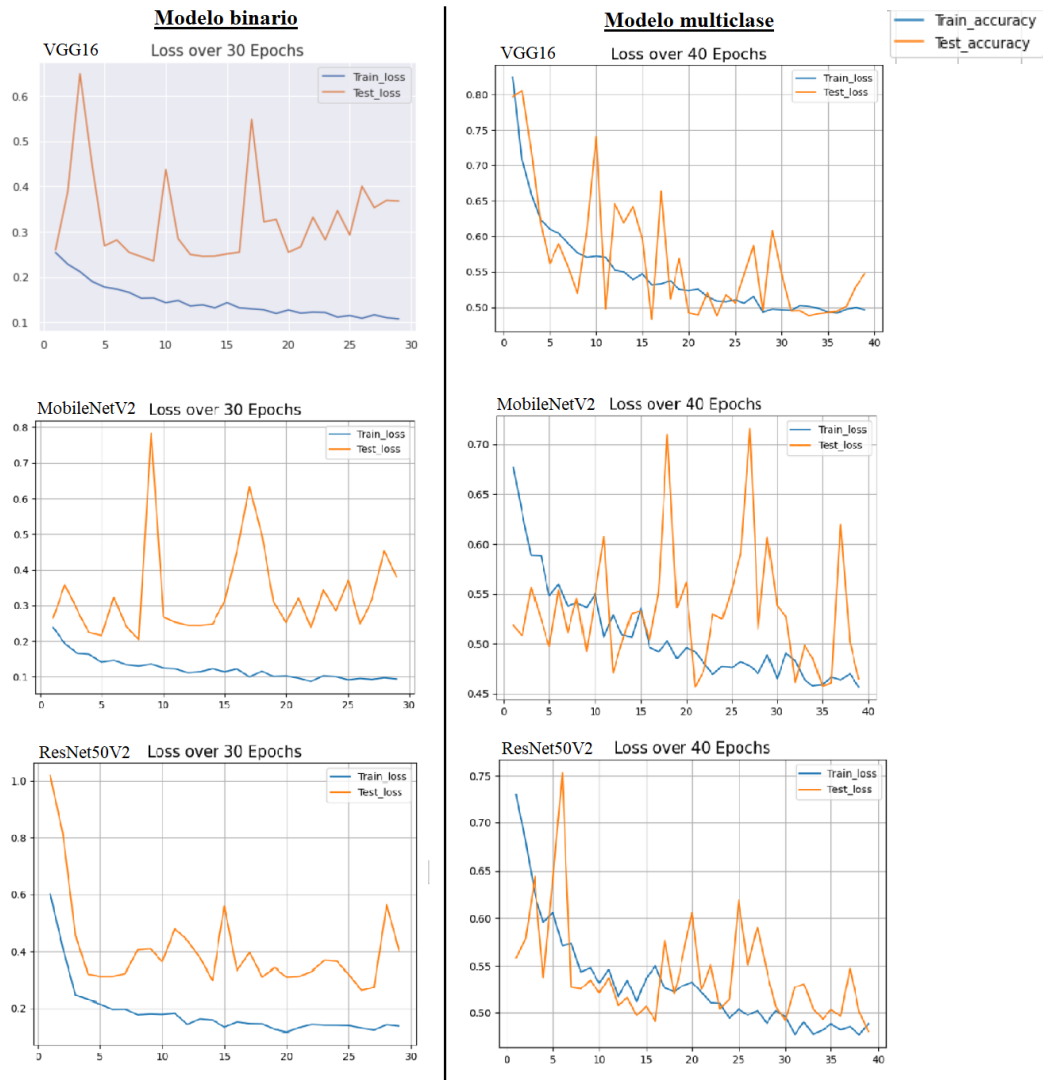 Modelo binario
Modelo multiclase
Train_accuracy
Test_accuracy
VGG16
Loss over 30 Epochs
Train_loss
Test_loss
0.6
0.5
0.4
0.3
0.2
0.1
0 5 10 15 20 25 30
VGG16
Loss over 40 Epochs
Train_loss
Test_loss
0.80
0.75
0.70
0.65
0.60
0.55
0.50
0 5 10 15 20 25 30 35 40
MobileNetV2
Loss over 30 Epochs
Train_loss
Test_loss
0.8
0.7
0.6
0.5
0.4
0.3
0.2
0.1
0 5 10 15 20 25 30
MobileNetV2
Loss over 40 Epochs
Train_loss
Test_loss
0.70
0.65
0.60
0.55
0.50
0.45
0 5 10 15 20 25 30 35 40
ResNet50V2
Loss over 30 Epochs
Train_loss
Test_loss
1.0
0.8
0.6
0.4
0.2
0 5 10 15 20 25 30
ResNet50V2
Loss over 40 Epochs
Train_loss
Test_loss
0.75
0.70
0.65
0.60
0.55
0.50
0 5 10 15 20 25 30 35 40